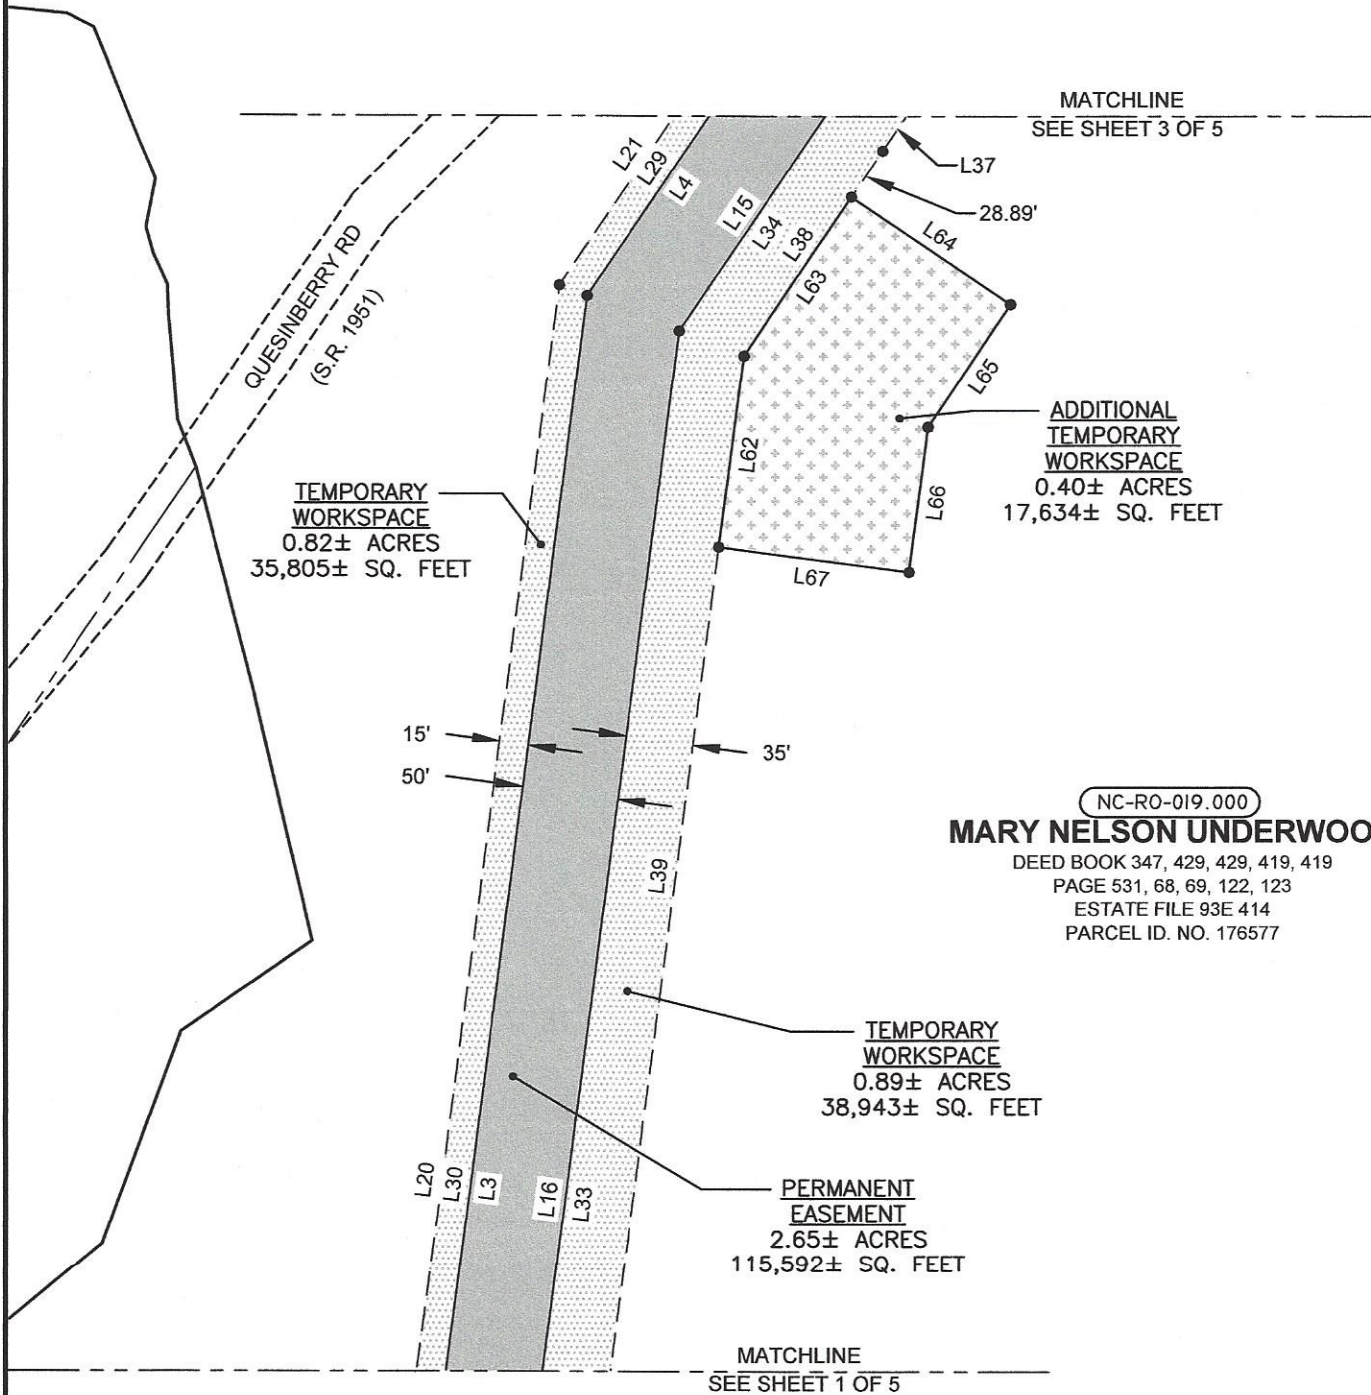 MATCHLINE
SEE SHEET 3 OF 5
L37
28.89'
L21
L29
L4
L15
L34
L38
L63
L64
L65
QUESINBERRY RD
(S.R. 1951)
ADDITIONAL
TEMPORARY
WORKSPACE
0.40± ACRES
17,634± SQ. FEET
L62
L66
L67
TEMPORARY
WORKSPACE
0.82± ACRES
35,805± SQ. FEET
15'
50'
35'
L39
NC-RO-019.000
MARY NELSON UNDERWOO
DEED BOOK 347, 429, 429, 419, 419
PAGE 531, 68, 69, 122, 123
ESTATE FILE 93E 414
PARCEL ID. NO. 176577
TEMPORARY
WORKSPACE
0.89± ACRES
38,943± SQ. FEET
L20
L30
L3
L16
L33
PERMANENT
EASEMENT
2.65± ACRES
115,592± SQ. FEET
MATCHLINE
SEE SHEET 1 OF 5